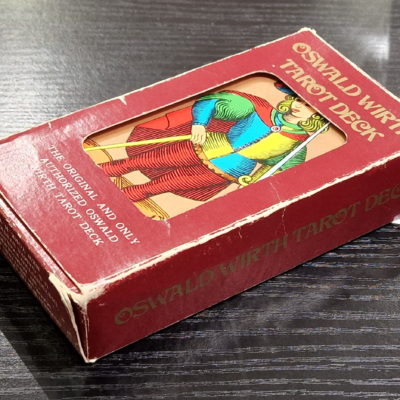 OSWALD WIRTH
TAROT DECK
THE ORIGINAL AND ONLY
AUTHORIZED OSWALD
WIRTH TAROT DECK
OSWALD WIRTH TAROT DECK